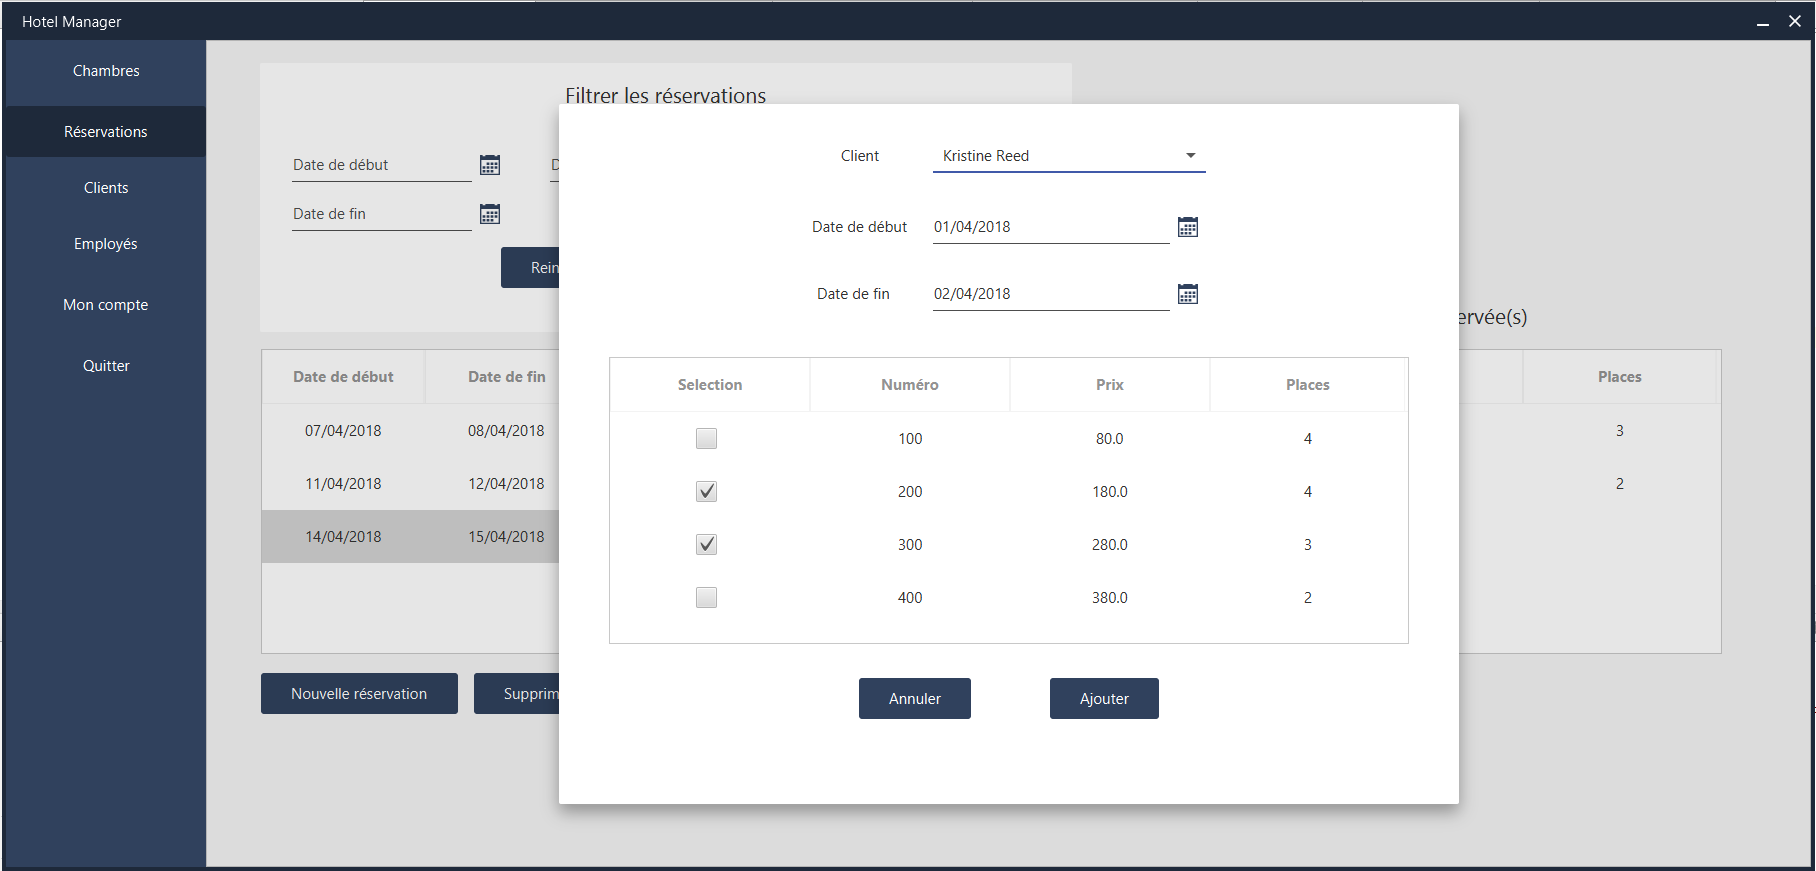 Hotel Manager
Chambres
Réservations
Clients
Employés
Mon compte
Quitter
Filtrer les réservations
Date de début
D
Date de fin
Rein
Date de début Date de fin
07/04/2018 08/04/2018
11/04/2018 12/04/2018
14/04/2018 15/04/2018
Nouvelle réservation
Supprim
Client Kristine Reed
Date de début 01/04/2018
Date de fin 02/04/2018
Selection Numéro Prix Places
100 80.0 4
200 180.0 4
300 280.0 3
400 380.0 2
Annuler
Ajouter
ervée(s)
Places
3
2